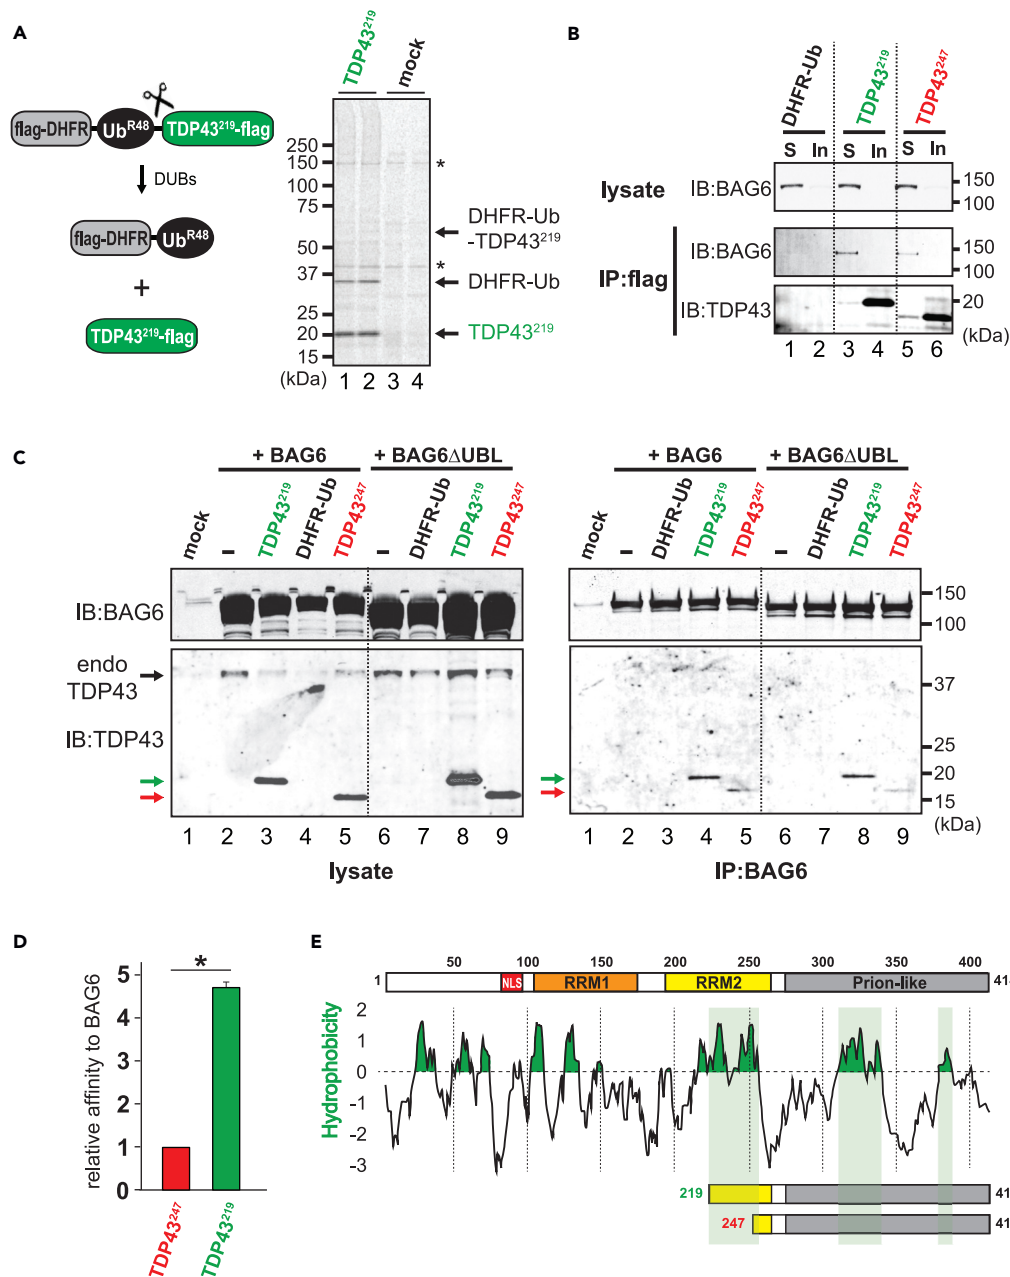 A
flag-DHFR Ub^R48 TDP43^219-flag
DUBs
flag-DHFR Ub^R48
+
TDP43^219-flag
TDP43^219 mock
250
150
100
75
50
37
25
20
15
(kDa)
*
DHFR-Ub
-TDP43^219
*
DHFR-Ub
TDP43^219
1 2 3 4
B
DHFR-Ub TDP43^219 TDP43^247
S In S In S In
lysate IB:BAG6 150
100
IP:flag
IB:BAG6 150
100
IB:TDP43 20
(kDa)
1 2 3 4 5 6
C
+ BAG6 + BAG6ΔUBL
mock – TDP43^219 DHFR-Ub TDP43^247 – DHFR-Ub TDP43^219 TDP43^247
IB:BAG6
endo
TDP43
IB:TDP43
1 2 3 4 5 6 7 8 9
lysate
+ BAG6 + BAG6ΔUBL
mock – DHFR-Ub TDP43^219 TDP43^247 – DHFR-Ub TDP43^219 TDP43^247
150
100
37
25
20
15
(kDa)
1 2 3 4 5 6 7 8 9
IP:BAG6
D
relative affinity to BAG6
5
4
3
2
1
0
*
TDP43^247 TDP43^219
E
50 100 150 200 250 300 350 400
1 NLS RRM1 RRM2 Prion-like
Hydrophobicity
2
1
0
-1
-2
-3
219
247